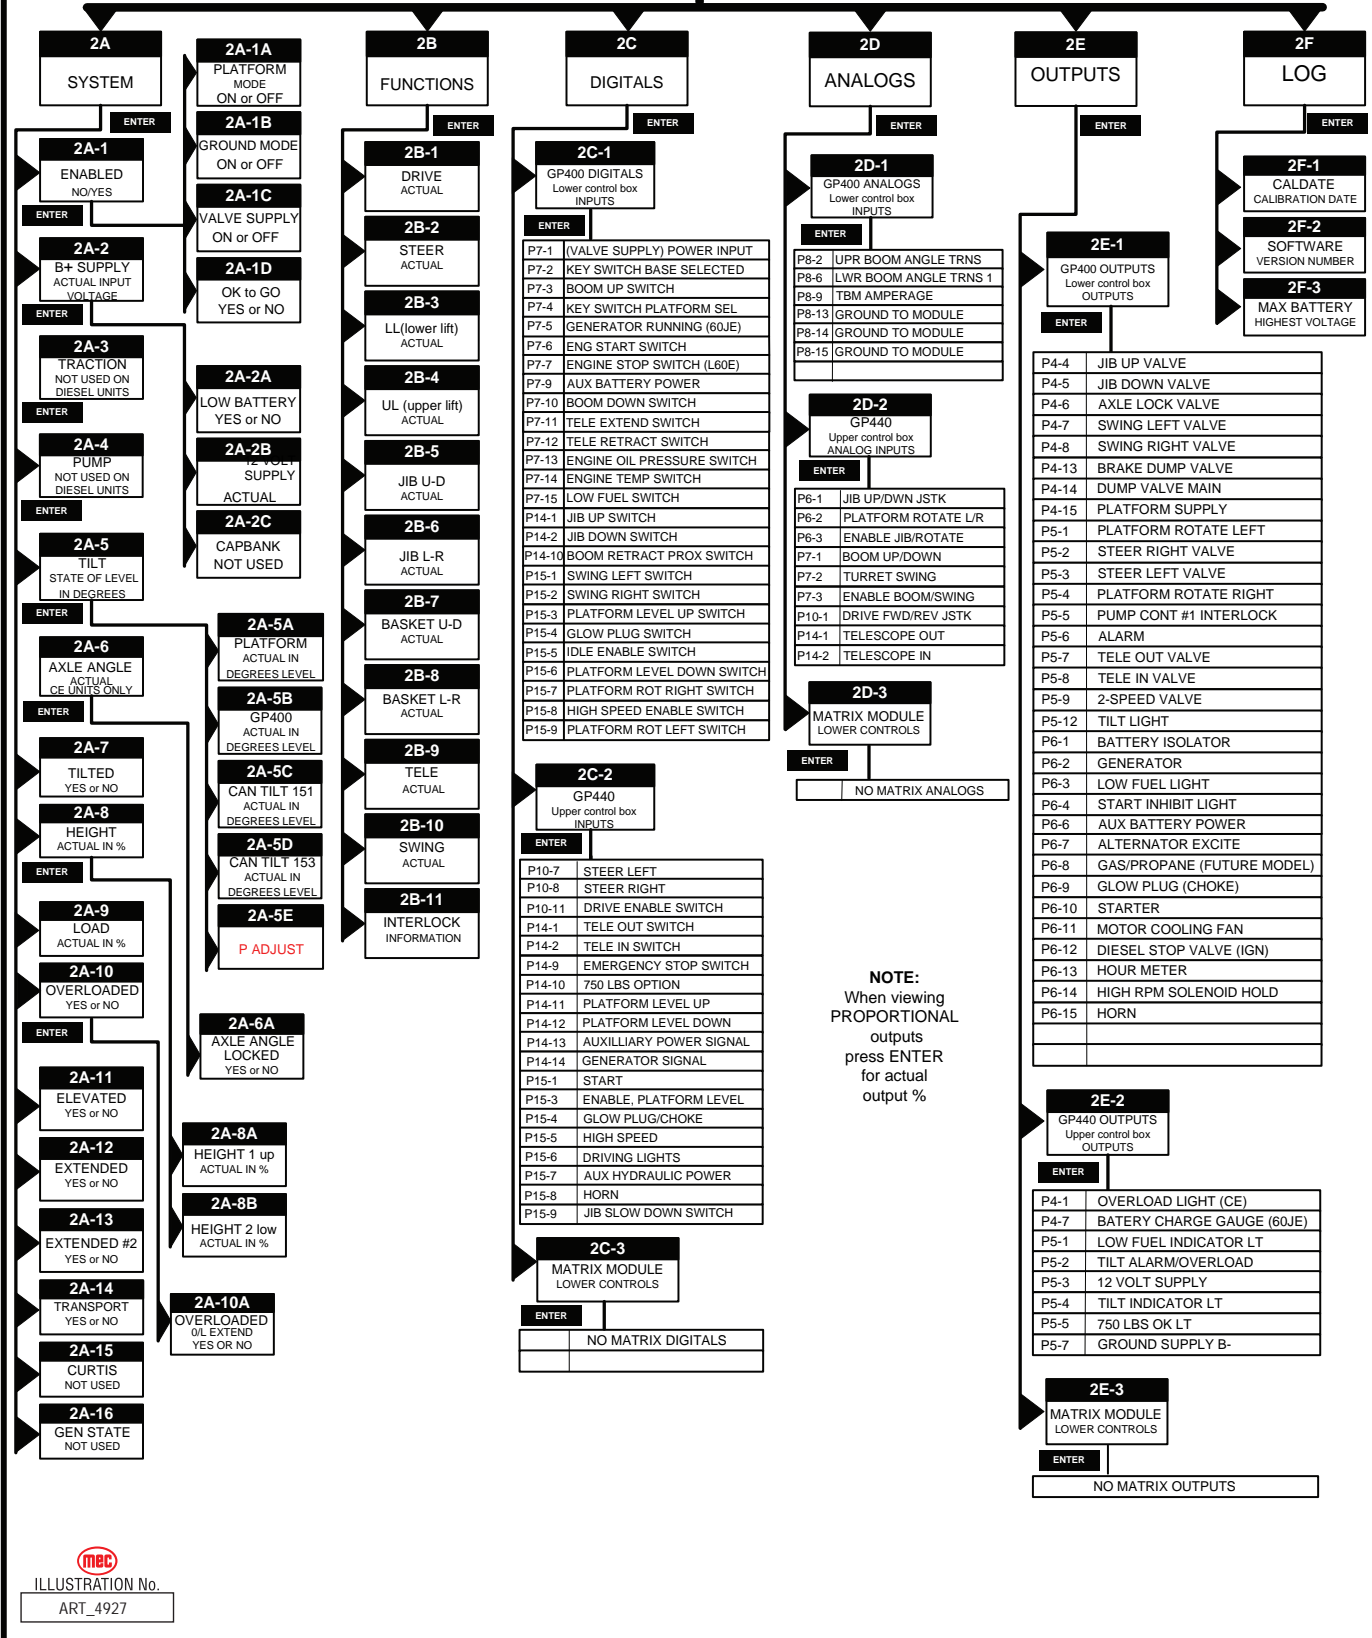 2A
SYSTEM
ENTER
2A-1
ENABLED
NO/YES
ENTER
2A-2
B+ SUPPLY
ACTUAL INPUT
VOLTAGE
ENTER
2A-3
TRACTION
NOT USED ON
DIESEL UNITS
ENTER
2A-4
PUMP
NOT USED ON
DIESEL UNITS
ENTER
2A-5
TILT
STATE OF LEVEL
IN DEGREES
ENTER
2A-6
AXLE ANGLE
ACTUAL
CE UNITS ONLY
ENTER
2A-7
TILTED
YES or NO
2A-8
HEIGHT
ACTUAL IN %
ENTER
2A-9
LOAD
ACTUAL IN %
2A-10
OVERLOADED
YES or NO
ENTER
2A-11
ELEVATED
YES or NO
2A-12
EXTENDED
YES or NO
2A-13
EXTENDED #2
YES or NO
2A-14
TRANSPORT
YES or NO
2A-15
CURTIS
NOT USED
2A-16
GEN STATE
NOT USED
2A-1A
PLATFORM
MODE
ON or OFF
2A-1B
GROUND MODE
ON or OFF
2A-1C
VALVE SUPPLY
ON or OFF
2A-1D
OK to GO
YES or NO
2A-2A
LOW BATTERY
YES or NO
2A-2B
12 VOLT
SUPPLY
ACTUAL
2A-2C
CAPBANK
NOT USED
2A-5A
PLATFORM
ACTUAL IN
DEGREES LEVEL
2A-5B
GP400
ACTUAL IN
DEGREES LEVEL
2A-5C
CAN TILT 151
ACTUAL IN
DEGREES LEVEL
2A-5D
CAN TILT 153
ACTUAL IN
DEGREES LEVEL
2A-5E
P ADJUST
2A-6A
AXLE ANGLE
LOCKED
YES or NO
2A-8A
HEIGHT 1 up
ACTUAL IN %
2A-8B
HEIGHT 2 low
ACTUAL IN %
2A-10A
OVERLOADED
0/L EXTEND
YES OR NO
2B
FUNCTIONS
ENTER
2B-1
DRIVE
ACTUAL
2B-2
STEER
ACTUAL
2B-3
LL(lower lift)
ACTUAL
2B-4
UL (upper lift)
ACTUAL
2B-5
JIB U-D
ACTUAL
2B-6
JIB L-R
ACTUAL
2B-7
BASKET U-D
ACTUAL
2B-8
BASKET L-R
ACTUAL
2B-9
TELE
ACTUAL
2B-10
SWING
ACTUAL
2B-11
INTERLOCK
INFORMATION
2C
DIGITALS
ENTER
2C-1
GP400 DIGITALS
Lower control box
INPUTS
ENTER
P7-1 (VALVE SUPPLY) POWER INPUT
P7-2 KEY SWITCH BASE SELECTED
P7-3 BOOM UP SWITCH
P7-4 KEY SWITCH PLATFORM SEL
P7-5 GENERATOR RUNNING (60JE)
P7-6 ENG START SWITCH
P7-7 ENGINE STOP SWITCH (L60E)
P7-9 AUX BATTERY POWER
P7-10 BOOM DOWN SWITCH
P7-11 TELE EXTEND SWITCH
P7-12 TELE RETRACT SWITCH
P7-13 ENGINE OIL PRESSURE SWITCH
P7-14 ENGINE TEMP SWITCH
P7-15 LOW FUEL SWITCH
P14-1 JIB UP SWITCH
P14-2 JIB DOWN SWITCH
P14-10 BOOM RETRACT PROX SWITCH
P15-1 SWING LEFT SWITCH
P15-2 SWING RIGHT SWITCH
P15-3 PLATFORM LEVEL UP SWITCH
P15-4 GLOW PLUG SWITCH
P15-5 IDLE ENABLE SWITCH
P15-6 PLATFORM LEVEL DOWN SWITCH
P15-7 PLATFORM ROT RIGHT SWITCH
P15-8 HIGH SPEED ENABLE SWITCH
P15-9 PLATFORM ROT LEFT SWITCH
2C-2
GP440
Upper control box
INPUTS
ENTER
P10-7 STEER LEFT
P10-8 STEER RIGHT
P10-11 DRIVE ENABLE SWITCH
P14-1 TELE OUT SWITCH
P14-2 TELE IN SWITCH
P14-9 EMERGENCY STOP SWITCH
P14-10 750 LBS OPTION
P14-11 PLATFORM LEVEL UP
P14-12 PLATFORM LEVEL DOWN
P14-13 AUXILLIARY POWER SIGNAL
P14-14 GENERATOR SIGNAL
P15-1 START
P15-3 ENABLE, PLATFORM LEVEL
P15-4 GLOW PLUG/CHOKE
P15-5 HIGH SPEED
P15-6 DRIVING LIGHTS
P15-7 AUX HYDRAULIC POWER
P15-8 HORN
P15-9 JIB SLOW DOWN SWITCH
2C-3
MATRIX MODULE
LOWER CONTROLS
ENTER
NO MATRIX DIGITALS
2D
ANALOGS
ENTER
2D-1
GP400 ANALOGS
Lower control box
INPUTS
ENTER
P8-2 UPR BOOM ANGLE TRNS
P8-6 LWR BOOM ANGLE TRNS 1
P8-9 TBM AMPERAGE
P8-13 GROUND TO MODULE
P8-14 GROUND TO MODULE
P8-15 GROUND TO MODULE
2D-2
GP440
Upper control box
ANALOG INPUTS
ENTER
P6-1 JIB UP/DWN JSTK
P6-2 PLATFORM ROTATE L/R
P6-3 ENABLE JIB/ROTATE
P7-1 BOOM UP/DOWN
P7-2 TURRET SWING
P7-3 ENABLE BOOM/SWING
P10-1 DRIVE FWD/REV JSTK
P14-1 TELESCOPE OUT
P14-2 TELESCOPE IN
2D-3
MATRIX MODULE
LOWER CONTROLS
ENTER
NO MATRIX ANALOGS
NOTE:
When viewing
PROPORTIONAL
outputs
press ENTER
for actual
output %
2E
OUTPUTS
ENTER
2E-1
GP400 OUTPUTS
Lower control box
OUTPUTS
ENTER
P4-4 JIB UP VALVE
P4-5 JIB DOWN VALVE
P4-6 AXLE LOCK VALVE
P4-7 SWING LEFT VALVE
P4-8 SWING RIGHT VALVE
P4-13 BRAKE DUMP VALVE
P4-14 DUMP VALVE MAIN
P4-15 PLATFORM SUPPLY
P5-1 PLATFORM ROTATE LEFT
P5-2 STEER RIGHT VALVE
P5-3 STEER LEFT VALVE
P5-4 PLATFORM ROTATE RIGHT
P5-5 PUMP CONT #1 INTERLOCK
P5-6 ALARM
P5-7 TELE OUT VALVE
P5-8 TELE IN VALVE
P5-9 2-SPEED VALVE
P5-12 TILT LIGHT
P6-1 BATTERY ISOLATOR
P6-2 GENERATOR
P6-3 LOW FUEL LIGHT
P6-4 START INHIBIT LIGHT
P6-6 AUX BATTERY POWER
P6-7 ALTERNATOR EXCITE
P6-8 GAS/PROPANE (FUTURE MODEL)
P6-9 GLOW PLUG (CHOKE)
P6-10 STARTER
P6-11 MOTOR COOLING FAN
P6-12 DIESEL STOP VALVE (IGN)
P6-13 HOUR METER
P6-14 HIGH RPM SOLENOID HOLD
P6-15 HORN
2E-2
GP440 OUTPUTS
Upper control box
OUTPUTS
ENTER
P4-1 OVERLOAD LIGHT (CE)
P4-7 BATERY CHARGE GAUGE (60JE)
P5-1 LOW FUEL INDICATOR LT
P5-2 TILT ALARM/OVERLOAD
P5-3 12 VOLT SUPPLY
P5-4 TILT INDICATOR LT
P5-5 750 LBS OK LT
P5-7 GROUND SUPPLY B-
2E-3
MATRIX MODULE
LOWER CONTROLS
ENTER
NO MATRIX OUTPUTS
2F
LOG
ENTER
2F-1
CALDATE
CALIBRATION DATE
2F-2
SOFTWARE
VERSION NUMBER
2F-3
MAX BATTERY
HIGHEST VOLTAGE
mec
ILLUSTRATION No.
ART_4927